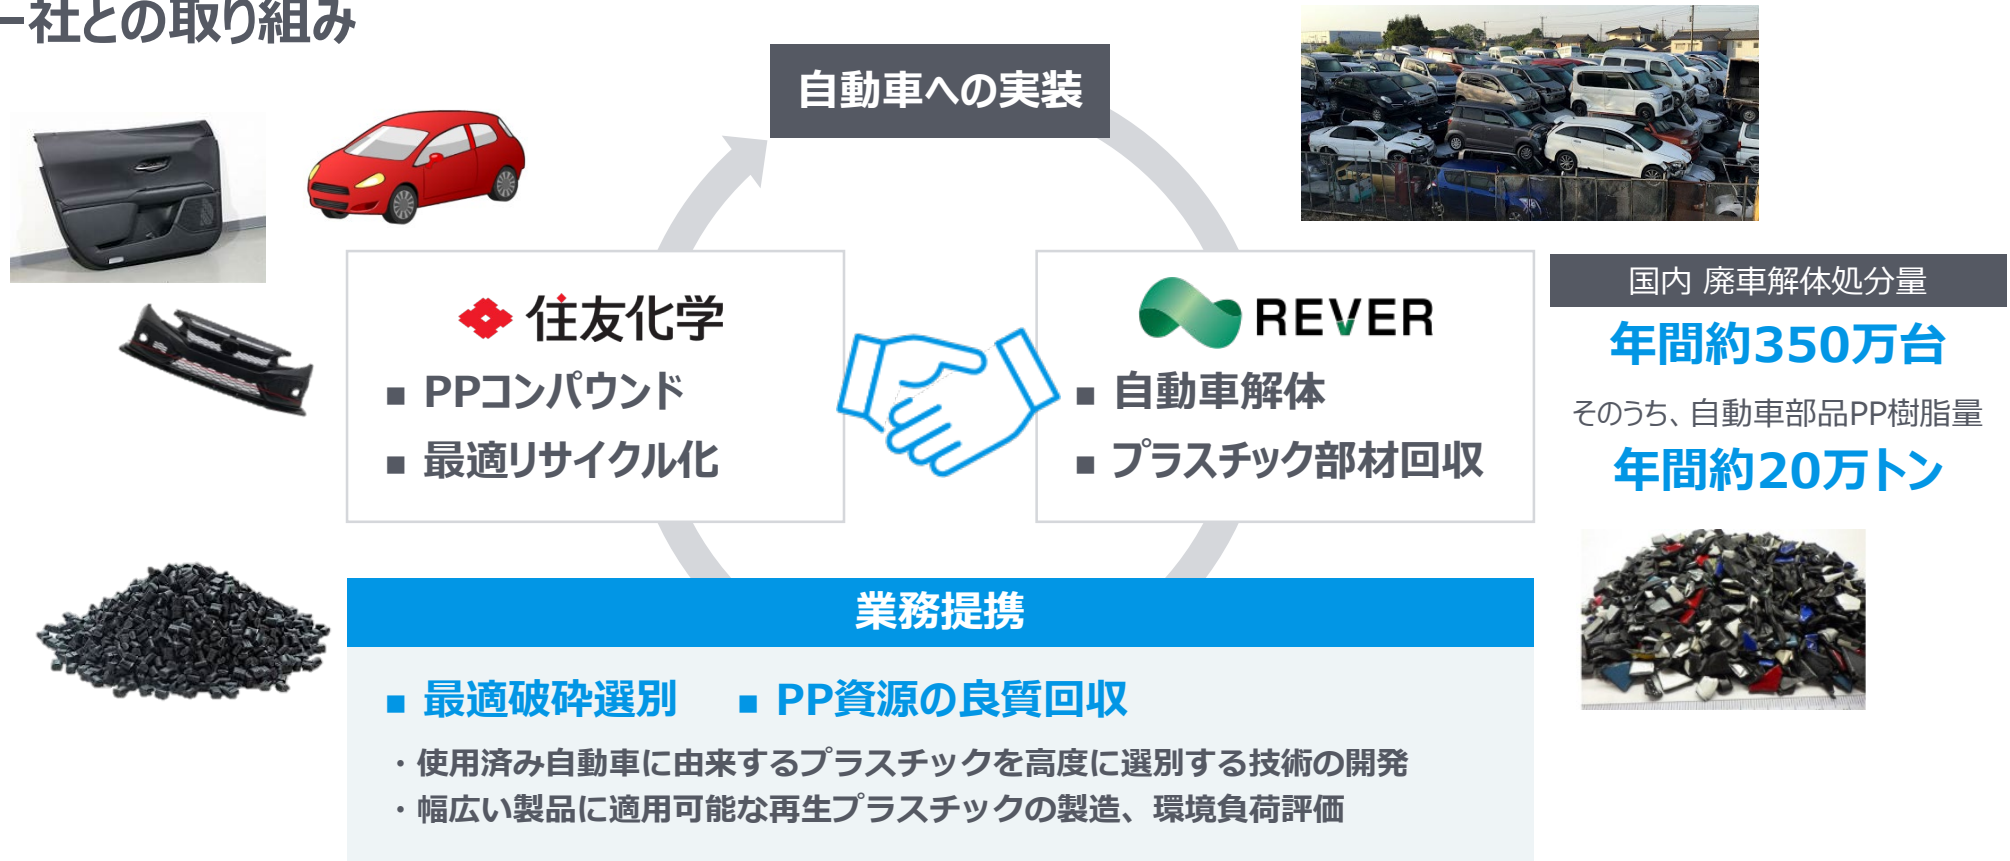 ー社との取り組み
自動車への実装
住友化学
■ PPコンパウンド
■ 最適リサイクル化
REVER
■ 自動車解体
■ プラスチック部材回収
国内 廃車解体処分量
年間約350万台
そのうち、自動車部品PP樹脂量
年間約20万トン
業務提携
■ 最適破砕選別 ■ PP資源の良質回収
・使用済み自動車に由来するプラスチックを高度に選別する技術の開発
・幅広い製品に適用可能な再生プラスチックの製造、環境負荷評価